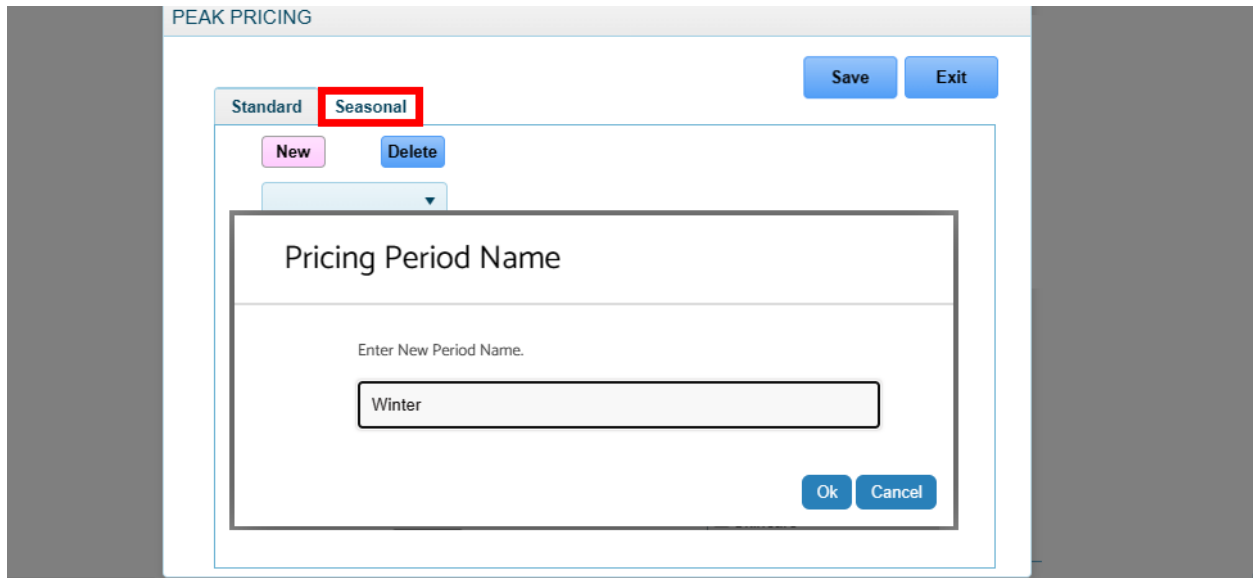 PEAK PRICING
Save Exit
Standard Seasonal
New Delete
Pricing Period Name
Enter New Period Name.
Winter
Ok Cancel